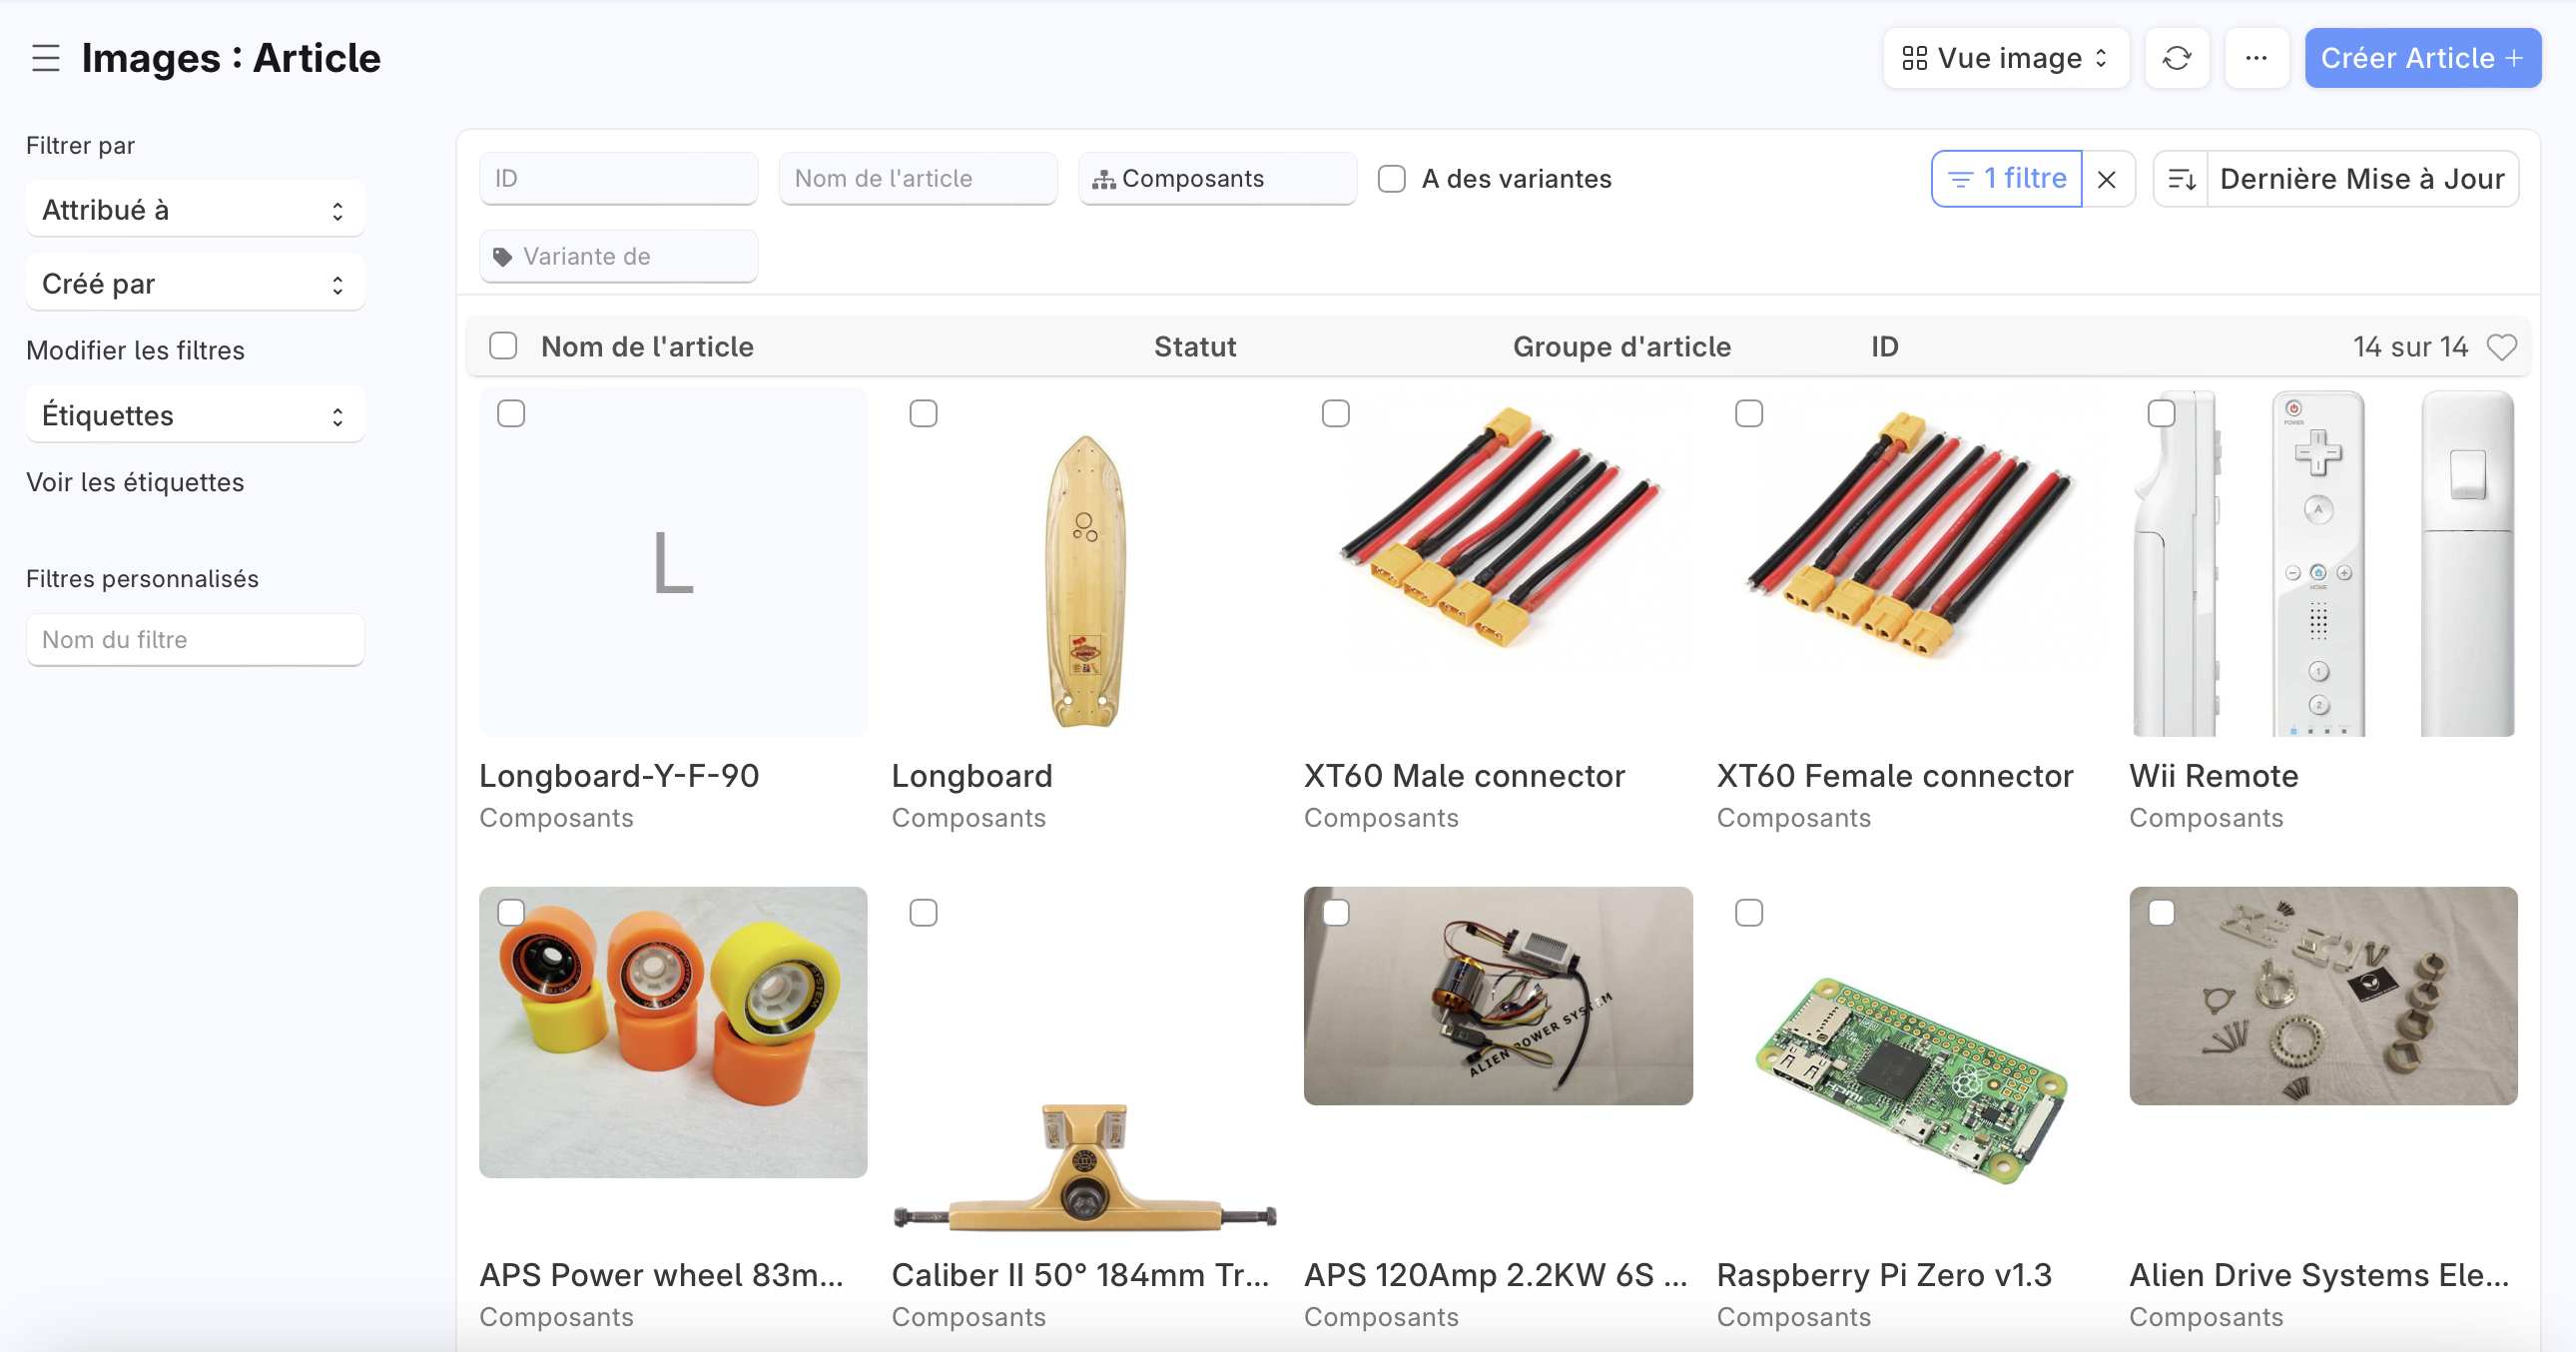 Images : Article
Vue image
...
Créer Article +
Filtrer par
Attribué à
Créé par
Modifier les filtres
Étiquettes
Voir les étiquettes
Filtres personnalisés
Nom du filtre
ID
Nom de l'article
Composants
A des variantes
1 filtre
Dernière Mise à Jour
Variante de
Nom de l'article
Statut
Groupe d'article
ID
14 sur 14
L
POWER
A
HOME
1
2
Longboard-Y-F-90
Composants
Longboard
Composants
XT60 Male connector
Composants
XT60 Female connector
Composants
Wii Remote
Composants
ALIEN POWER SYSTEM
APS Power wheel 83m...
Composants
Caliber II 50° 184mm Tr...
Composants
APS 120Amp 2.2KW 6S ...
Composants
Raspberry Pi Zero v1.3
Composants
Alien Drive Systems Ele...
Composants